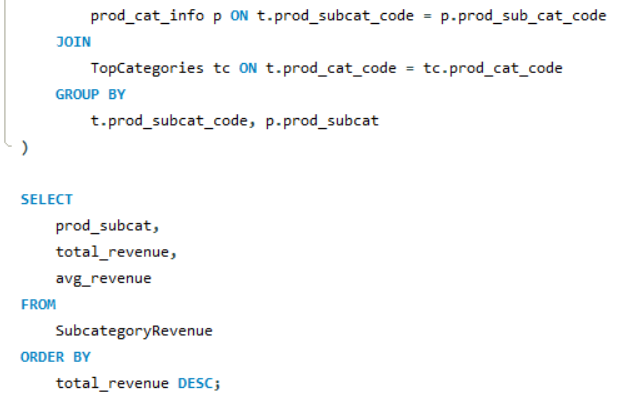 prod_cat_info p ON t.prod_subcat_code = p.prod_sub_cat_code
JOIN
TopCategories tc ON t.prod_cat_code = tc.prod_cat_code
GROUP BY
t.prod_subcat_code, p.prod_subcat
)
SELECT
prod_subcat,
total_revenue,
avg_revenue
FROM
SubcategoryRevenue
ORDER BY
total_revenue DESC;